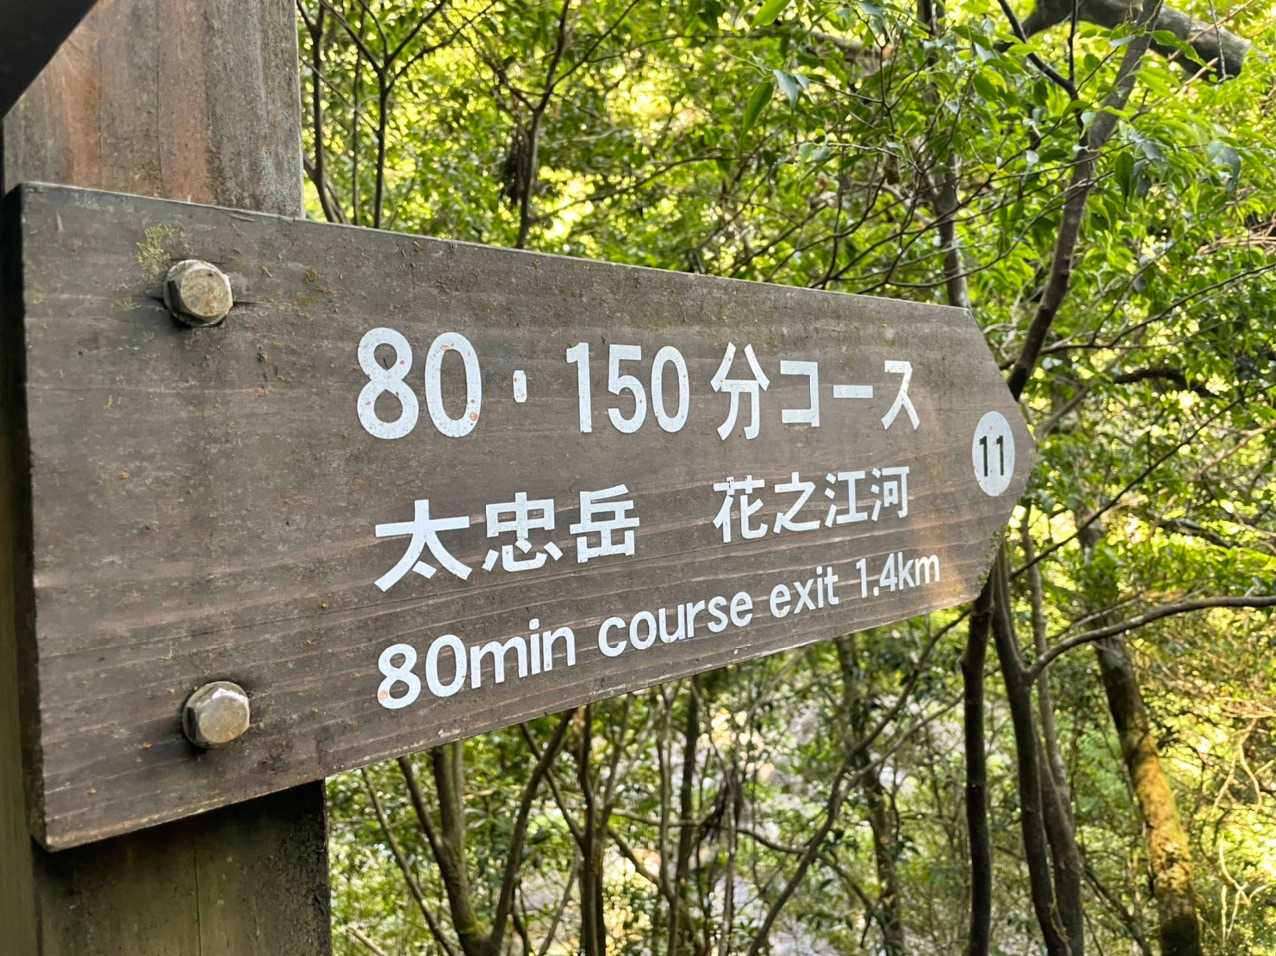 80・150分コース
太忠岳 花之江河
80min course exit 1.4km
11